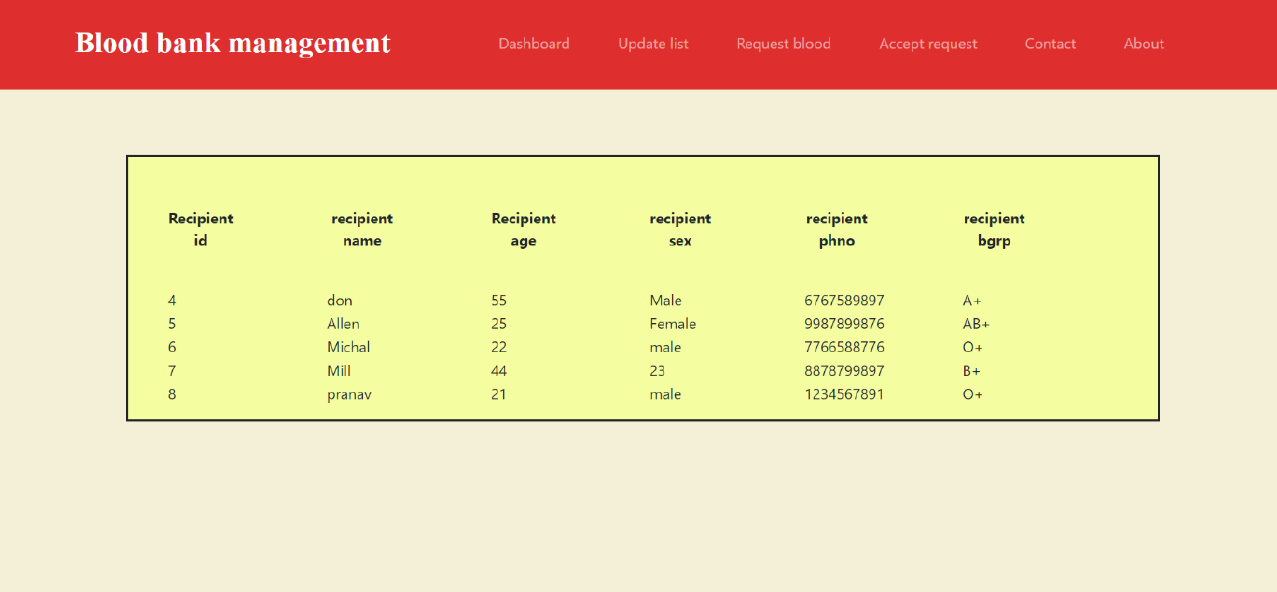 Blood bank management Dashboard Update list Request blood Accept request Contact About
Recipient recipient Recipient recipient recipient recipient
id name age sex phno bgrp
4 don 55 Male 6767589897 A+
5 Allen 25 Female 9987899876 AB+
6 Michal 22 male 7766588776 O+
7 Mill 44 23 8878799897 B+
8 pranav 21 male 1234567891 O+